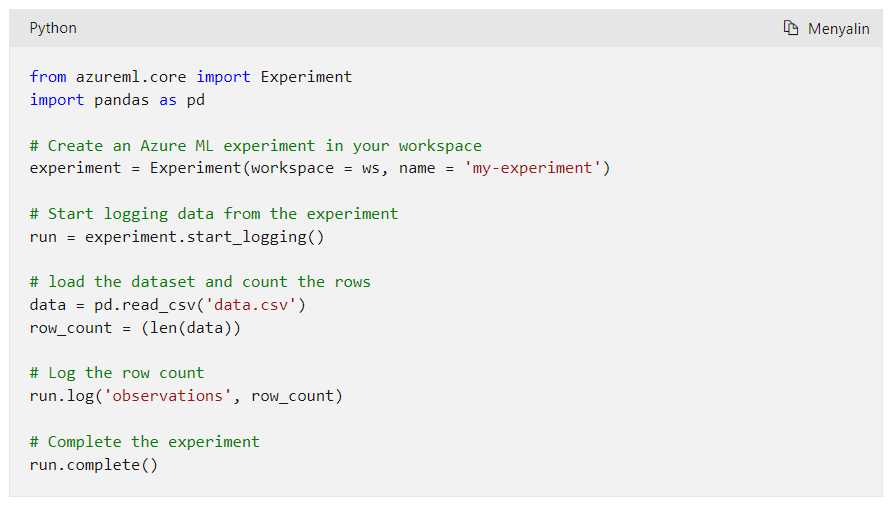 Python
Menyalin
from azureml.core import Experiment
import pandas as pd
# Create an Azure ML experiment in your workspace
experiment = Experiment(workspace = ws, name = 'my-experiment')
# Start logging data from the experiment
run = experiment.start_logging()
# load the dataset and count the rows
data = pd.read_csv('data.csv')
row_count = (len(data))
# Log the row count
run.log('observations', row_count)
# Complete the experiment
run.complete()